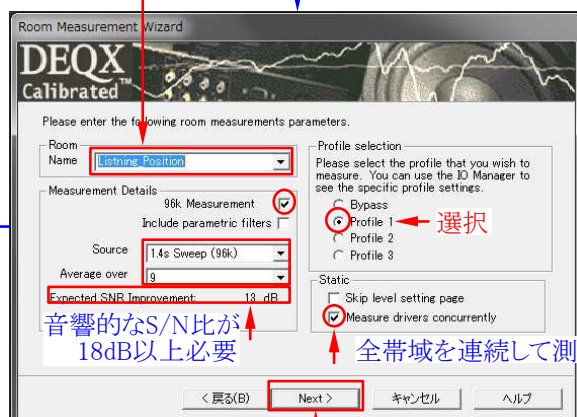 Room Measurement Wizard
DEQX
Calibrated™
Please enter the following room measurements parameters.
Room
Name Listning Position
Measurement Details
96k Measurement
Include parametric filters
Source 1.4s Sweep (96k)
Average over 9
Expected SNR Improvement: 13 dB
音響的なS/N比が
18dB以上必要
Profile selection
Please select the profile that you wish to
measure. You can use the IO Manager to
see the specific profile settings.
Bypass
Profile 1 選択
Profile 2
Profile 3
Static
Skip level setting page
Measure drivers concurrently
全帯域を連続して測
< 戻る(B)
Next >
キャンセル
ヘルプ